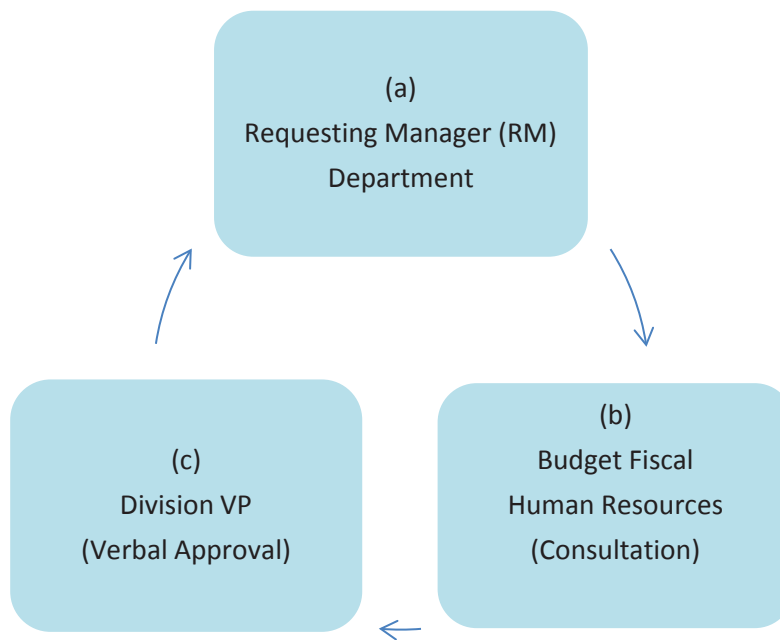 (a)
Requesting Manager (RM)
Department
(b)
Budget Fiscal
Human Resources
(Consultation)
(c)
Division VP
(Verbal Approval)